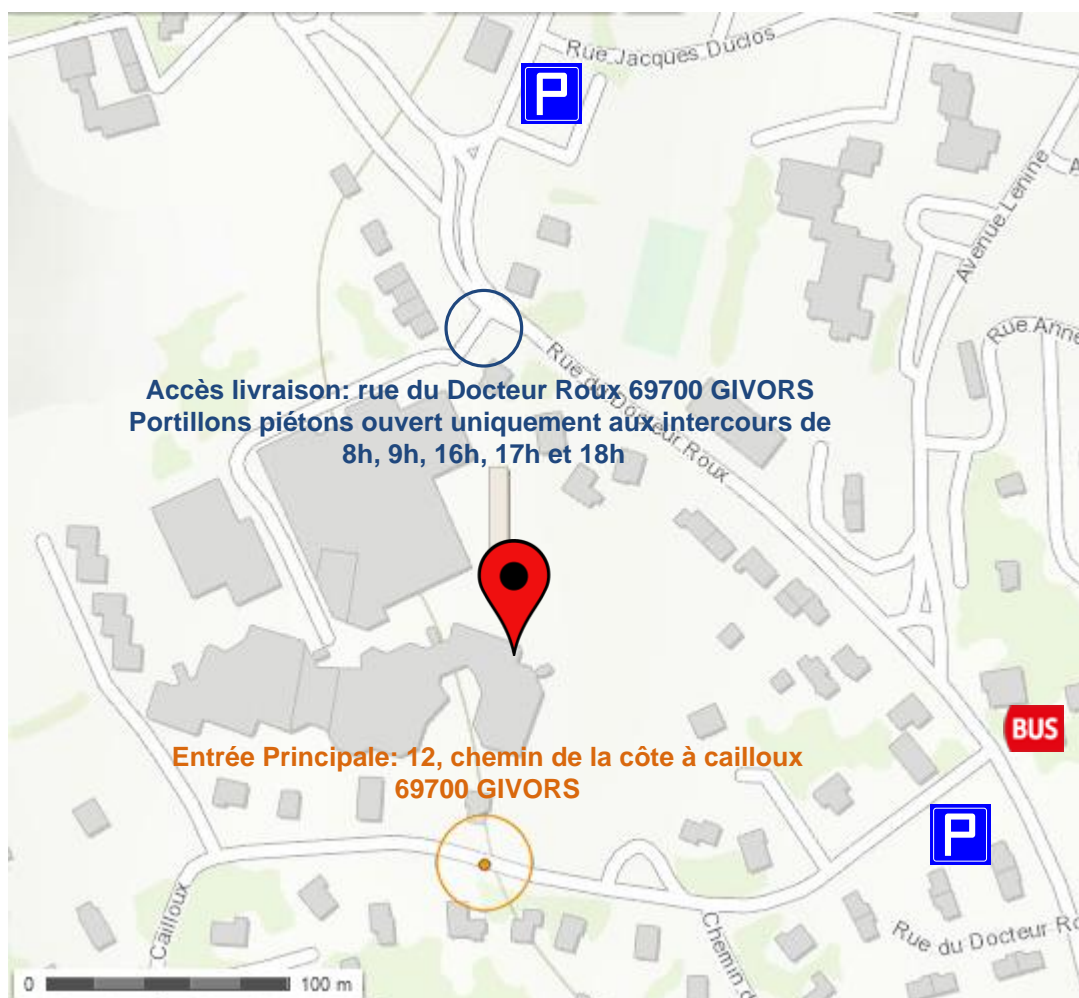 Rue Jacques Duclos
P
Avenue Lenine
A
Rue Anne
Rue du Docteur Roux
Accès livraison: rue du Docteur Roux 69700 GIVORS
Portillons piétons ouvert uniquement aux intercours de
8h, 9h, 16h, 17h et 18h
BUS
Entrée Principale: 12, chemin de la côte à cailloux
69700 GIVORS
P
Cailloux
Chemin d
Rue du Docteur Ro
0 100 m